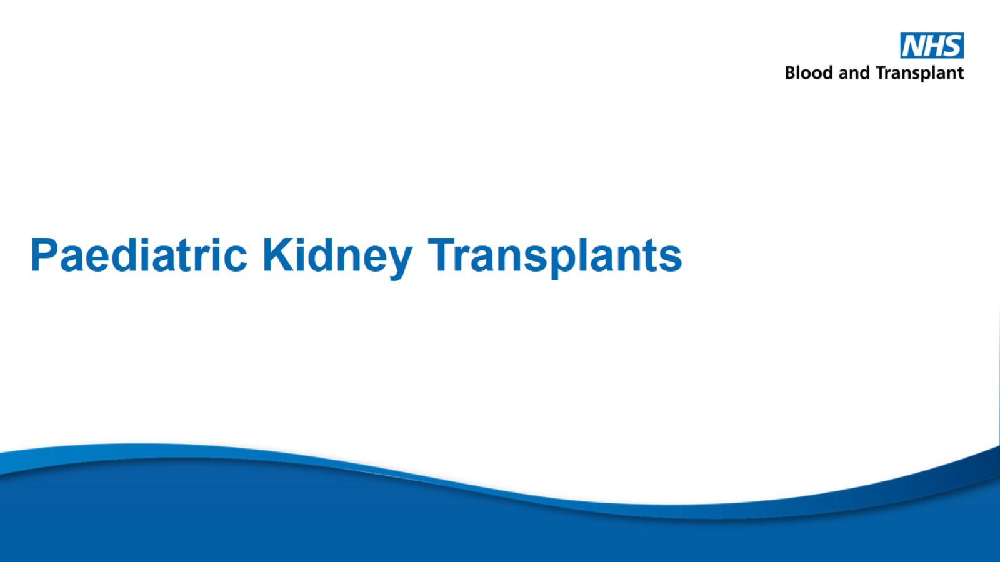 NHS
Blood and Transplant
Paediatric Kidney Transplants